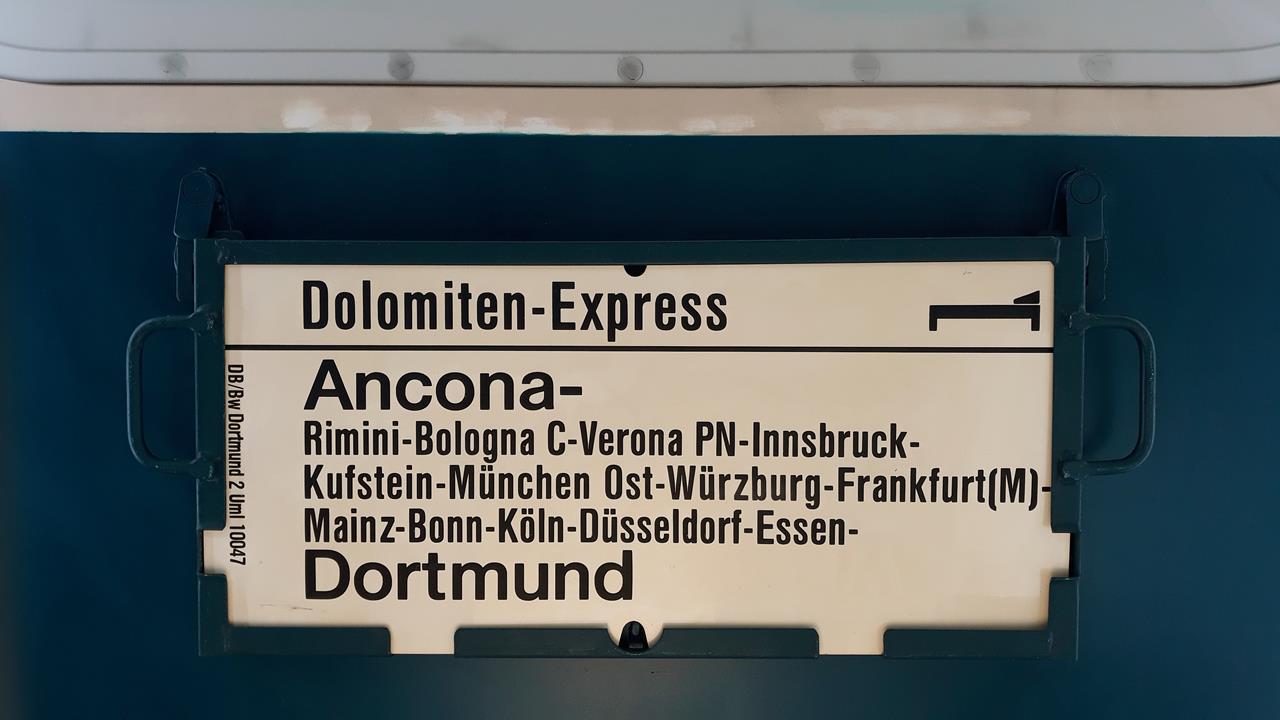 Dolomiten-Express
Ancona-
Rimini-Bologna C-Verona PN-Innsbruck-
Kufstein-München Ost-Würzburg-Frankfurt(M)-
Mainz-Bonn-Köln-Düsseldorf-Essen-
Dortmund
DB/Bw Dortmund 2 Uml 10047